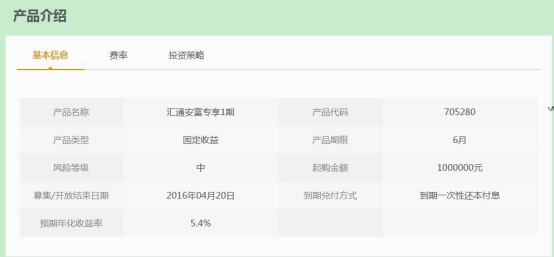 产品介绍
基本信息 费率 投资策略
产品名称 汇通安富专享1期 产品代码 705280
产品类型 固定收益 产品期限 6月
风险等级 中 起购金额 1000000元
募集/开放结束日期 2016年04月20日 到期兑付方式 到期一次性还本付息
预期年化收益率 5.4%